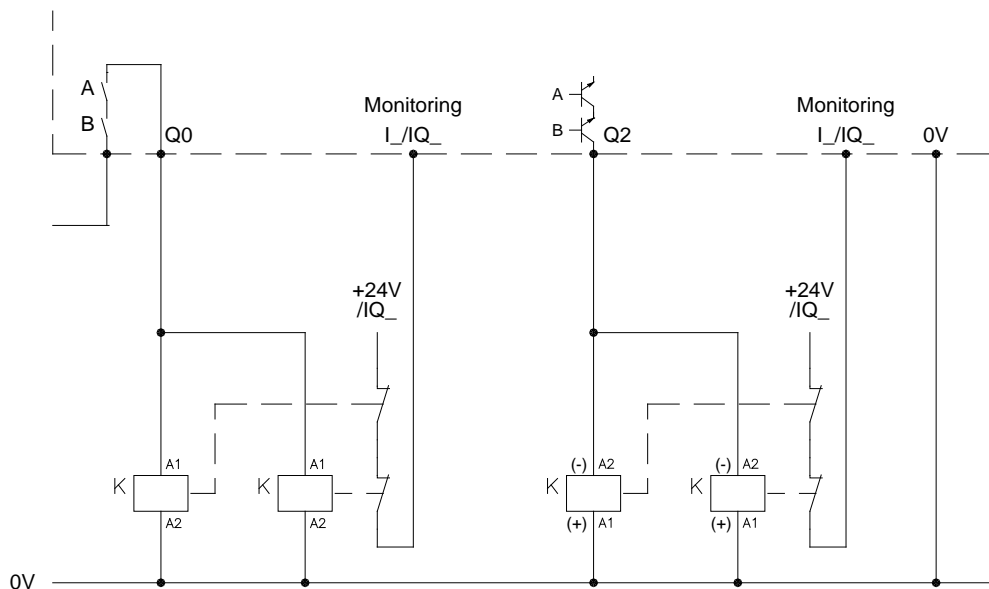 A
B
Q0
Monitoring
I_/IQ_
A
B
Q2
Monitoring
I_/IQ_
0V
+24V
/IQ_
+24V
/IQ_
K
A1
A2
K
A1
A2
K
(-)
A2
(+)
A1
K
(-)
A2
(+)
A1
0V